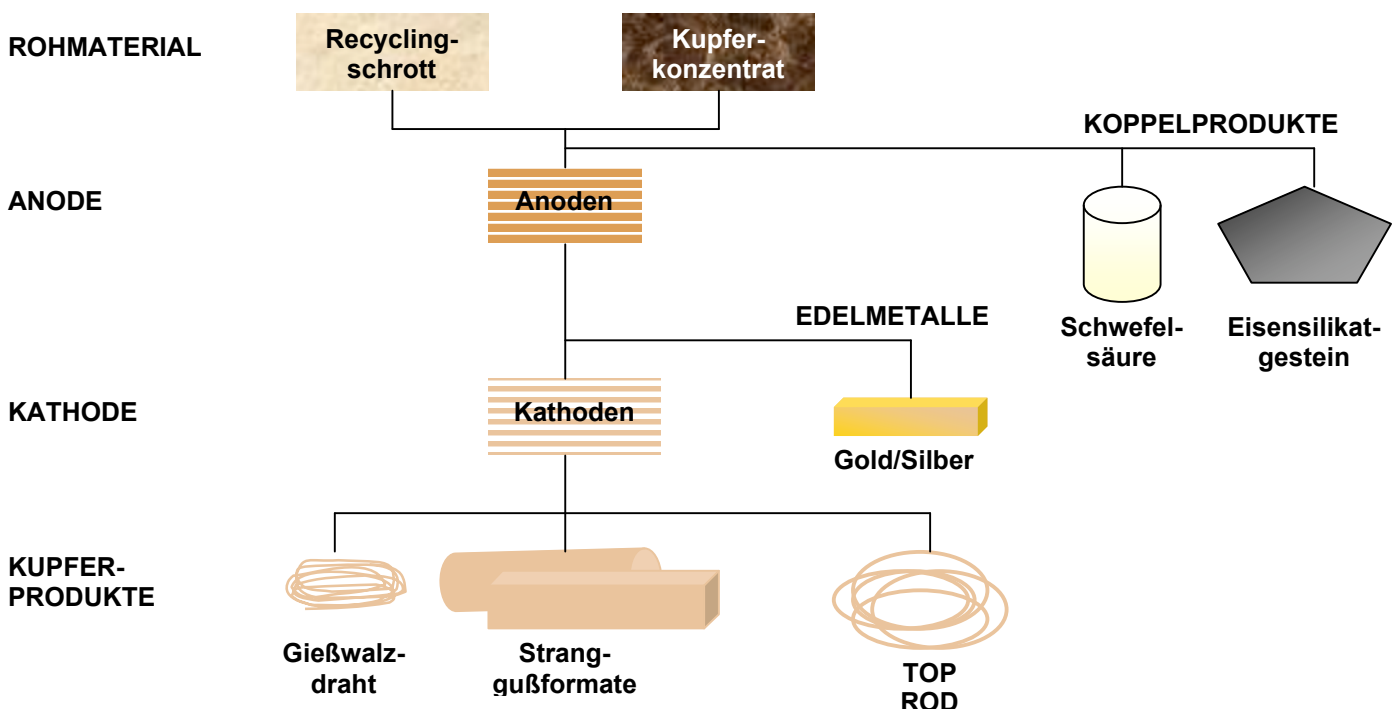 ROHMATERIAL
Recycling-
schrott
Kupfer-
konzentrat
KOPPELPRODUKTE
ANODE
Anoden
Schwefel-
säure
Eisensilikat-
gestein
EDELMETALLE
KATHODE
Kathoden
Gold/Silber
KUPFER-
PRODUKTE
Gießwalz-
draht
Strang-
gußformate
TOP
ROD